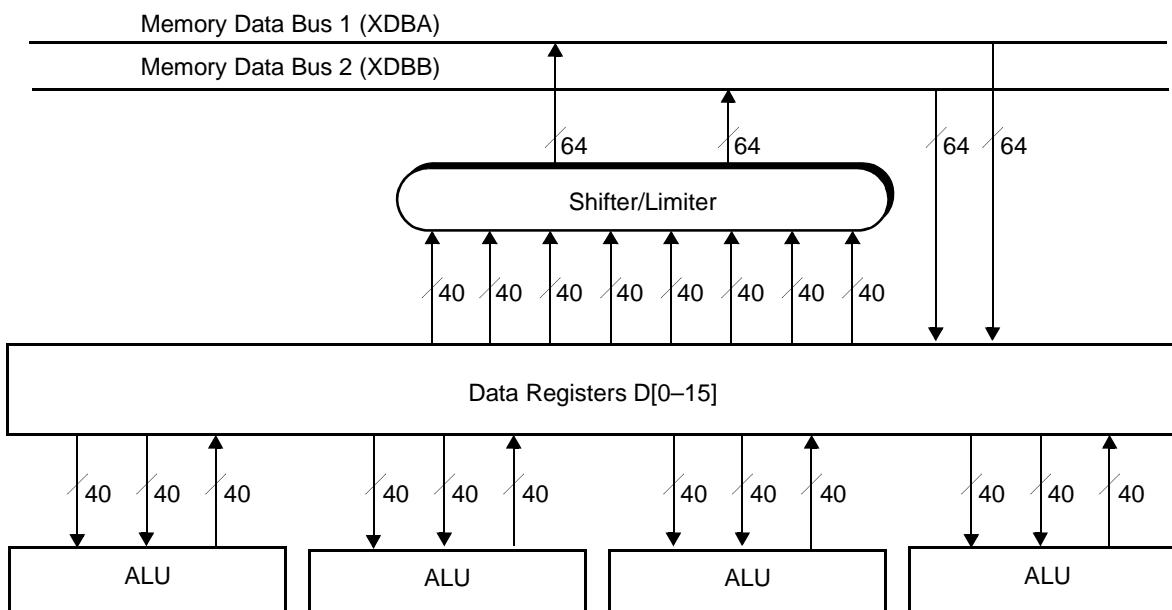 Memory Data Bus 1 (XDBA)
Memory Data Bus 2 (XDBB)
64 64 64 64
Shifter/Limiter
40 40 40 40 40 40 40 40
Data Registers D[0–15]
40 40 40 40 40 40 40 40 40 40 40 40
ALU ALU ALU ALU